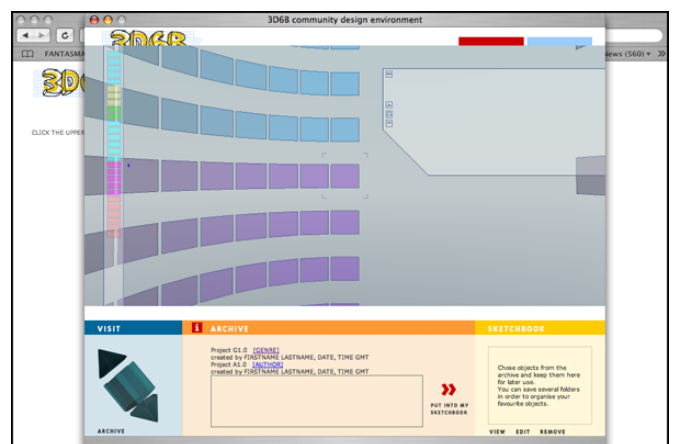 3D68 community design environment
FANTASMA
iews (560)
3D68
3D
CLICK THE UPPER
VISIT
i ARCHIVE
SKETCHBOOK
Project G1.0 [GENRE]
created by FIRSTNAME LASTNAME, DATE, TIME GMT
Project A1.0 [AUTHOR]
created by FIRSTNAME LASTNAME, DATE, TIME GMT
Chose objects from the
archive and keep them here
for later use.
You can save several folders
in order to organise your
favourite objects.
PUT INTO MY
SKETCHBOOK
ARCHIVE
VIEW EDIT REMOVE